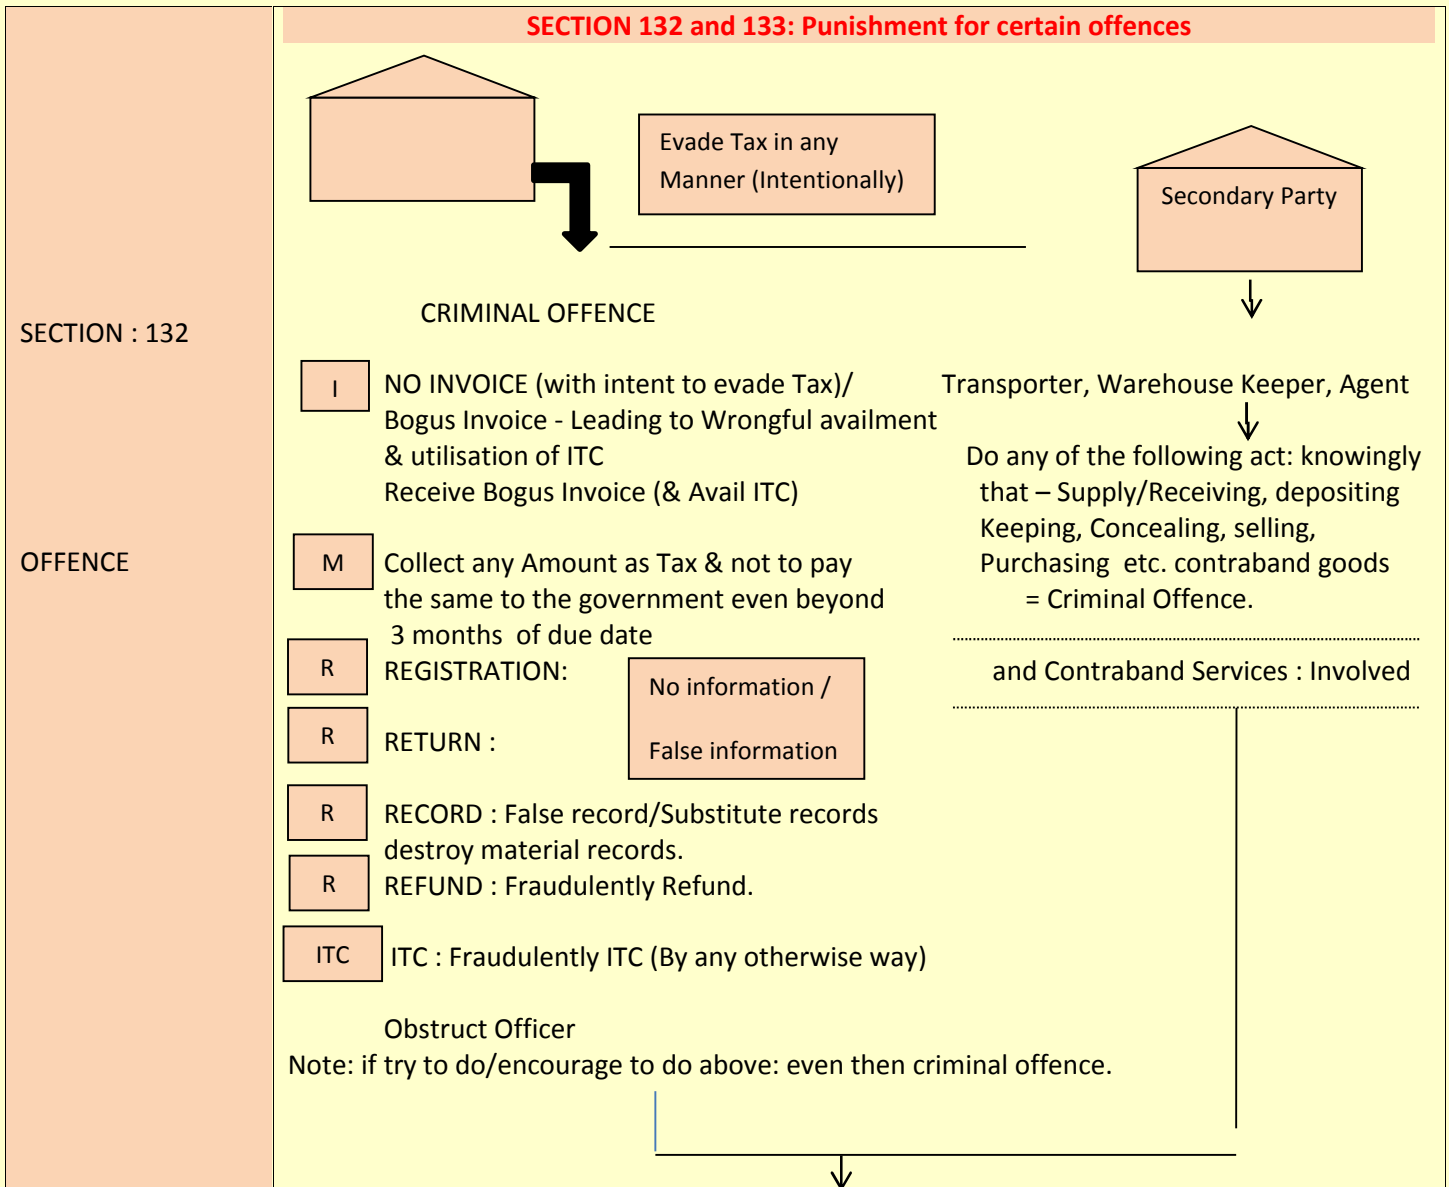 SECTION 132 and 133: Punishment for certain offences
Evade Tax in any
Manner (Intentionally)
Secondary Party
SECTION : 132
OFFENCE
CRIMINAL OFFENCE
I
NO INVOICE (with intent to evade Tax)/
Bogus Invoice - Leading to Wrongful availment
& utilisation of ITC
Receive Bogus Invoice (& Avail ITC)
M
Collect any Amount as Tax & not to pay
the same to the government even beyond
3 months of due date
R
REGISTRATION:
R
RETURN :
No information /
False information
R
RECORD : False record/Substitute records
destroy material records.
R
REFUND : Fraudulently Refund.
ITC
ITC : Fraudulently ITC (By any otherwise way)
Obstruct Officer
Note: if try to do/encourage to do above: even then criminal offence.
Transporter, Warehouse Keeper, Agent
Do any of the following act: knowingly
that – Supply/Receiving, depositing
Keeping, Concealing, selling,
Purchasing etc. contraband goods
= Criminal Offence.
and Contraband Services : Involved